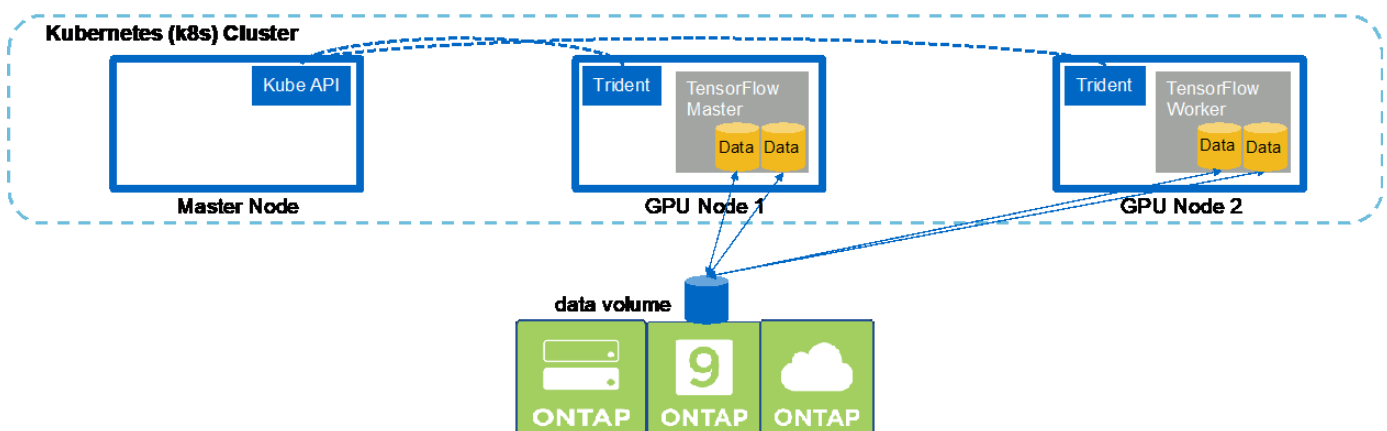 Kubernetes (k8s) Cluster
Kube API
Master Node
Trident
TensorFlow
Master
Data
Data
GPU Node 1
Trident
TensorFlow
Worker
Data
Data
GPU Node 2
data volume
ONTAP
9
ONTAP
ONTAP